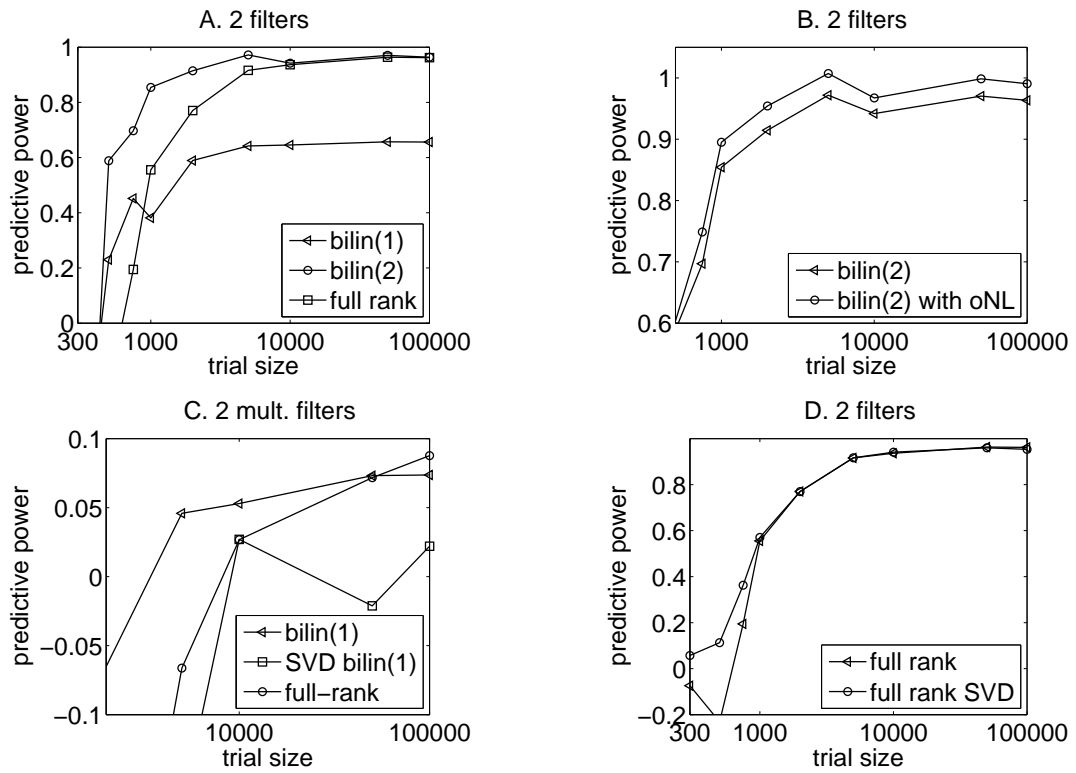 A. 2 filters
1
0.8
0.6
0.4
0.2
0
predictive power
300
1000
10000
100000
trial size
bilin(1)
bilin(2)
full rank
B. 2 filters
1
0.9
0.8
0.7
0.6
predictive power
1000
10000
100000
trial size
bilin(2)
bilin(2) with oNL
C. 2 mult. filters
0.1
0.05
0
−0.05
−0.1
predictive power
10000
100000
trial size
bilin(1)
SVD bilin(1)
full−rank
D. 2 filters
0.8
0.6
0.4
0.2
0
−0.2
predictive power
300
1000
10000
100000
trial size
full rank
full rank SVD